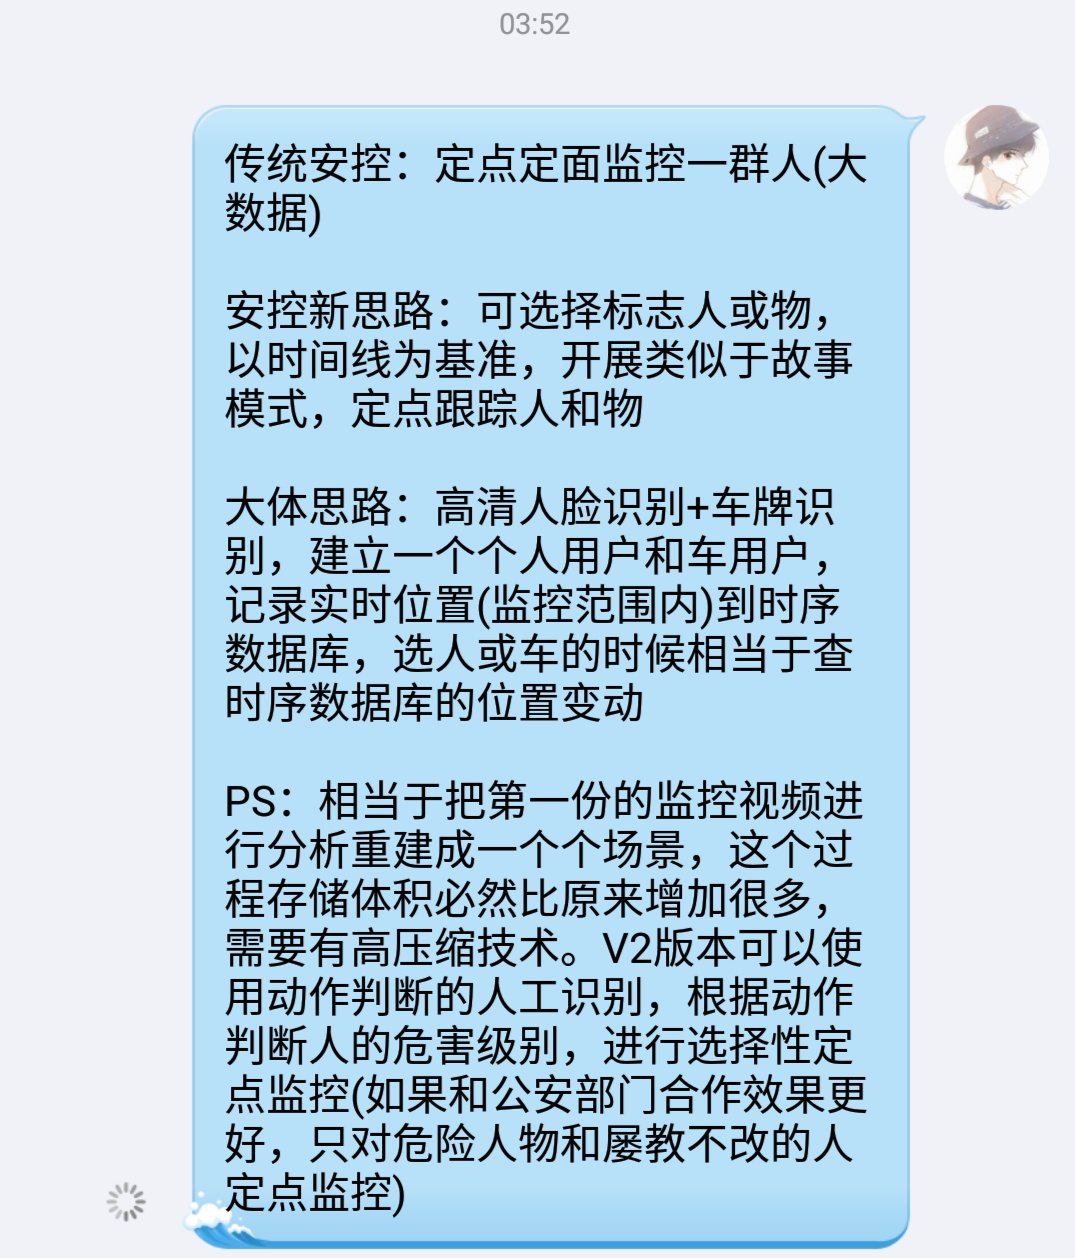 03:52
传统安控：定点定面监控一群人(大
数据)
安控新思路：可选择标志人或物，
以时间线为基准，开展类似于故事
模式，定点跟踪人和物
大体思路：高清人脸识别+车牌识
别，建立一个个人用户和车用户，
记录实时位置(监控范围内)到时序
数据库，选人或车的时候相当于查
时序数据库的位置变动
PS：相当于把第一份的监控视频进
行分析重建成一个个场景，这个过
程存储体积必然比原来增加很多，
需要有高压缩技术。V2版本可以使
用动作判断的人工识别，根据动作
判断人的危害级别，进行选择性定
点监控(如果和公安部门合作效果更
好，只对危险人物和屡教不改的人
定点监控)